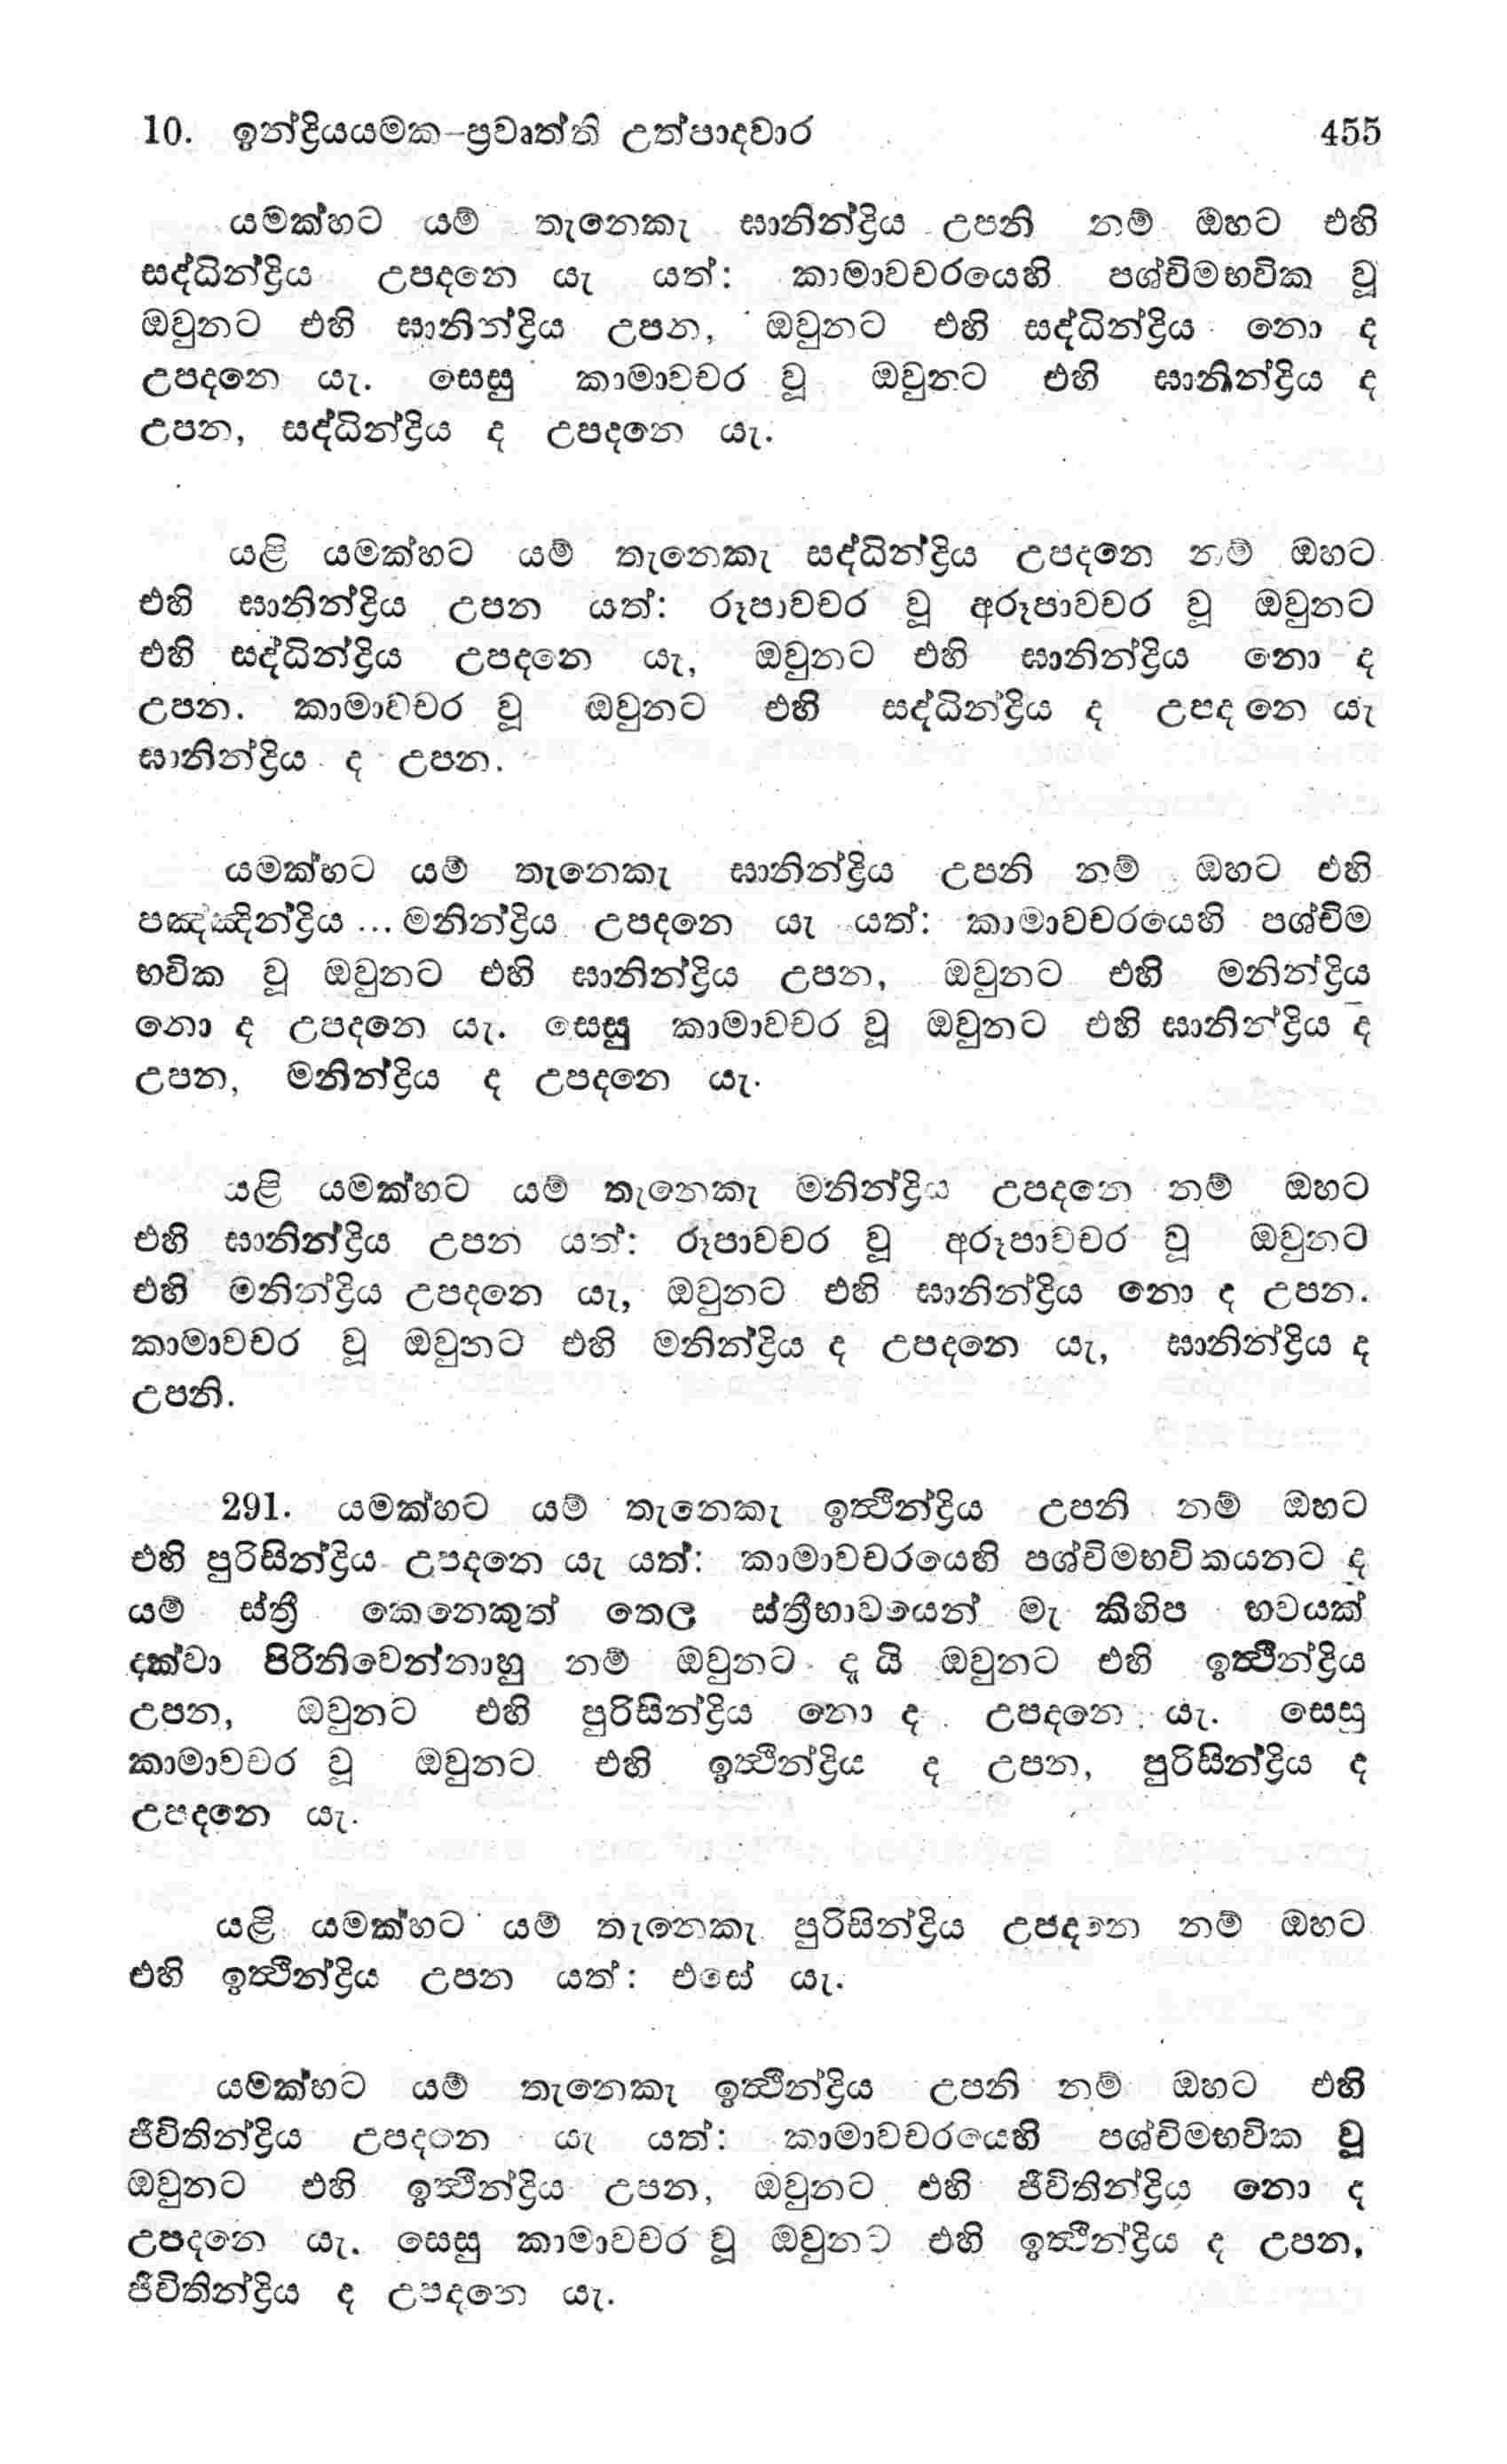 10. ඉන්ද්‍රියයමක-ප්‍රවෘත්ති උත්පාදවාර 455
යමක්හට යම් තැනෙකැ ඝානින්ද්‍රිය උපනි නම් ඔහට එහි
සද්ධින්ද්‍රිය උපදනෙ යැ යත්: කාමාවචරයෙහි පශ්චිමභවික වූ
ඔවුනට එහි ඝානින්ද්‍රිය උපන, ඔවුනට එහි සද්ධින්ද්‍රිය නො ද
උපදනෙ යැ. සෙසු කාමාවචර වූ ඔවුනට එහි ඝානින්ද්‍රිය ද
උපන, සද්ධින්ද්‍රිය ද උපදනෙ යැ.
යළි යමක්හට යම් තැනෙකැ සද්ධින්ද්‍රිය උපදනෙ නම් ඔහට
එහි ඝානින්ද්‍රිය උපන යත්: රූපාවචර වූ අරූපාවචර වූ ඔවුනට
එහි සද්ධින්ද්‍රිය උපදනෙ යැ, ඔවුනට එහි ඝානින්ද්‍රිය නො ද
උපන. කාමාවචර වූ ඔවුනට එහි සද්ධින්ද්‍රිය ද උපදනෙ යැ
ඝානින්ද්‍රිය ද උපන.
යමක්හට යම් තැනෙකැ ඝානින්ද්‍රිය උපනි නම් ඔහට එහි
පඤ්ඤින්ද්‍රිය ... මනින්ද්‍රිය උපදනෙ යැ යත්: කාමාවචරයෙහි පශ්චිම
භවික වූ ඔවුනට එහි ඝානින්ද්‍රිය උපන, ඔවුනට එහි මනින්ද්‍රිය
නො ද උපදනෙ යැ. සෙසු කාමාවචර වූ ඔවුනට එහි ඝානින්ද්‍රිය ද
උපන, මනින්ද්‍රිය ද උපදනෙ යැ.
යළි යමක්හට යම් තැනෙකැ මනින්ද්‍රිය උපදනෙ නම් ඔහට
එහි ඝානින්ද්‍රිය උපන යත්: රූපාවචර වූ අරූපාවචර වූ ඔවුනට
එහි මනින්ද්‍රිය උපදනෙ යැ, ඔවුනට එහි ඝානින්ද්‍රිය නො ද උපන.
කාමාවචර වූ ඔවුනට එහි මනින්ද්‍රිය ද උපදනෙ යැ, ඝානින්ද්‍රිය ද
උපනි.
291. යමක්හට යම් තැනෙකැ ඉත්‍ථින්ද්‍රිය උපනි නම් ඔහට
එහි පුරිසින්ද්‍රිය උපදනෙ යැ යත්: කාමාවචරයෙහි පශ්චිමභවිකයනට ද
යම් ස්ත්‍රී කෙනෙකුත් තෙල ස්ත්‍රීභාවයෙන් මැ කිහිප භවයක්
දක්වා පිරිනිවෙන්නාහු නම් ඔවුනට දැ යි ඔවුනට එහි ඉත්‍ථින්ද්‍රිය
උපන, ඔවුනට එහි පුරිසින්ද්‍රිය නො ද උපදනෙ යැ. සෙසු
කාමාවචර වූ ඔවුනට එහි ඉත්‍ථින්ද්‍රිය ද උපන, පුරිසින්ද්‍රිය ද
උපදනෙ යැ.
යළි යමක්හට යම් තැනෙකැ පුරිසින්ද්‍රිය උපදනෙ නම් ඔහට
එහි ඉත්‍ථින්ද්‍රිය උපන යත්: එසේ යැ.
යමක්හට යම් තැනෙකැ ඉත්‍ථින්ද්‍රිය උපනි නම් ඔහට එහි
ජීවිතින්ද්‍රිය උපදනෙ යැ යත්: කාමාවචරයෙහි පශ්චිමභවික වූ
ඔවුනට එහි ඉත්‍ථින්ද්‍රිය උපන, ඔවුනට එහි ජීවිතින්ද්‍රිය නො ද
උපදනෙ යැ. සෙසු කාමාවචර වූ ඔවුනට එහි ඉත්‍ථින්ද්‍රිය ද උපන,
ජීවිතින්ද්‍රිය ද උපදනෙ යැ.